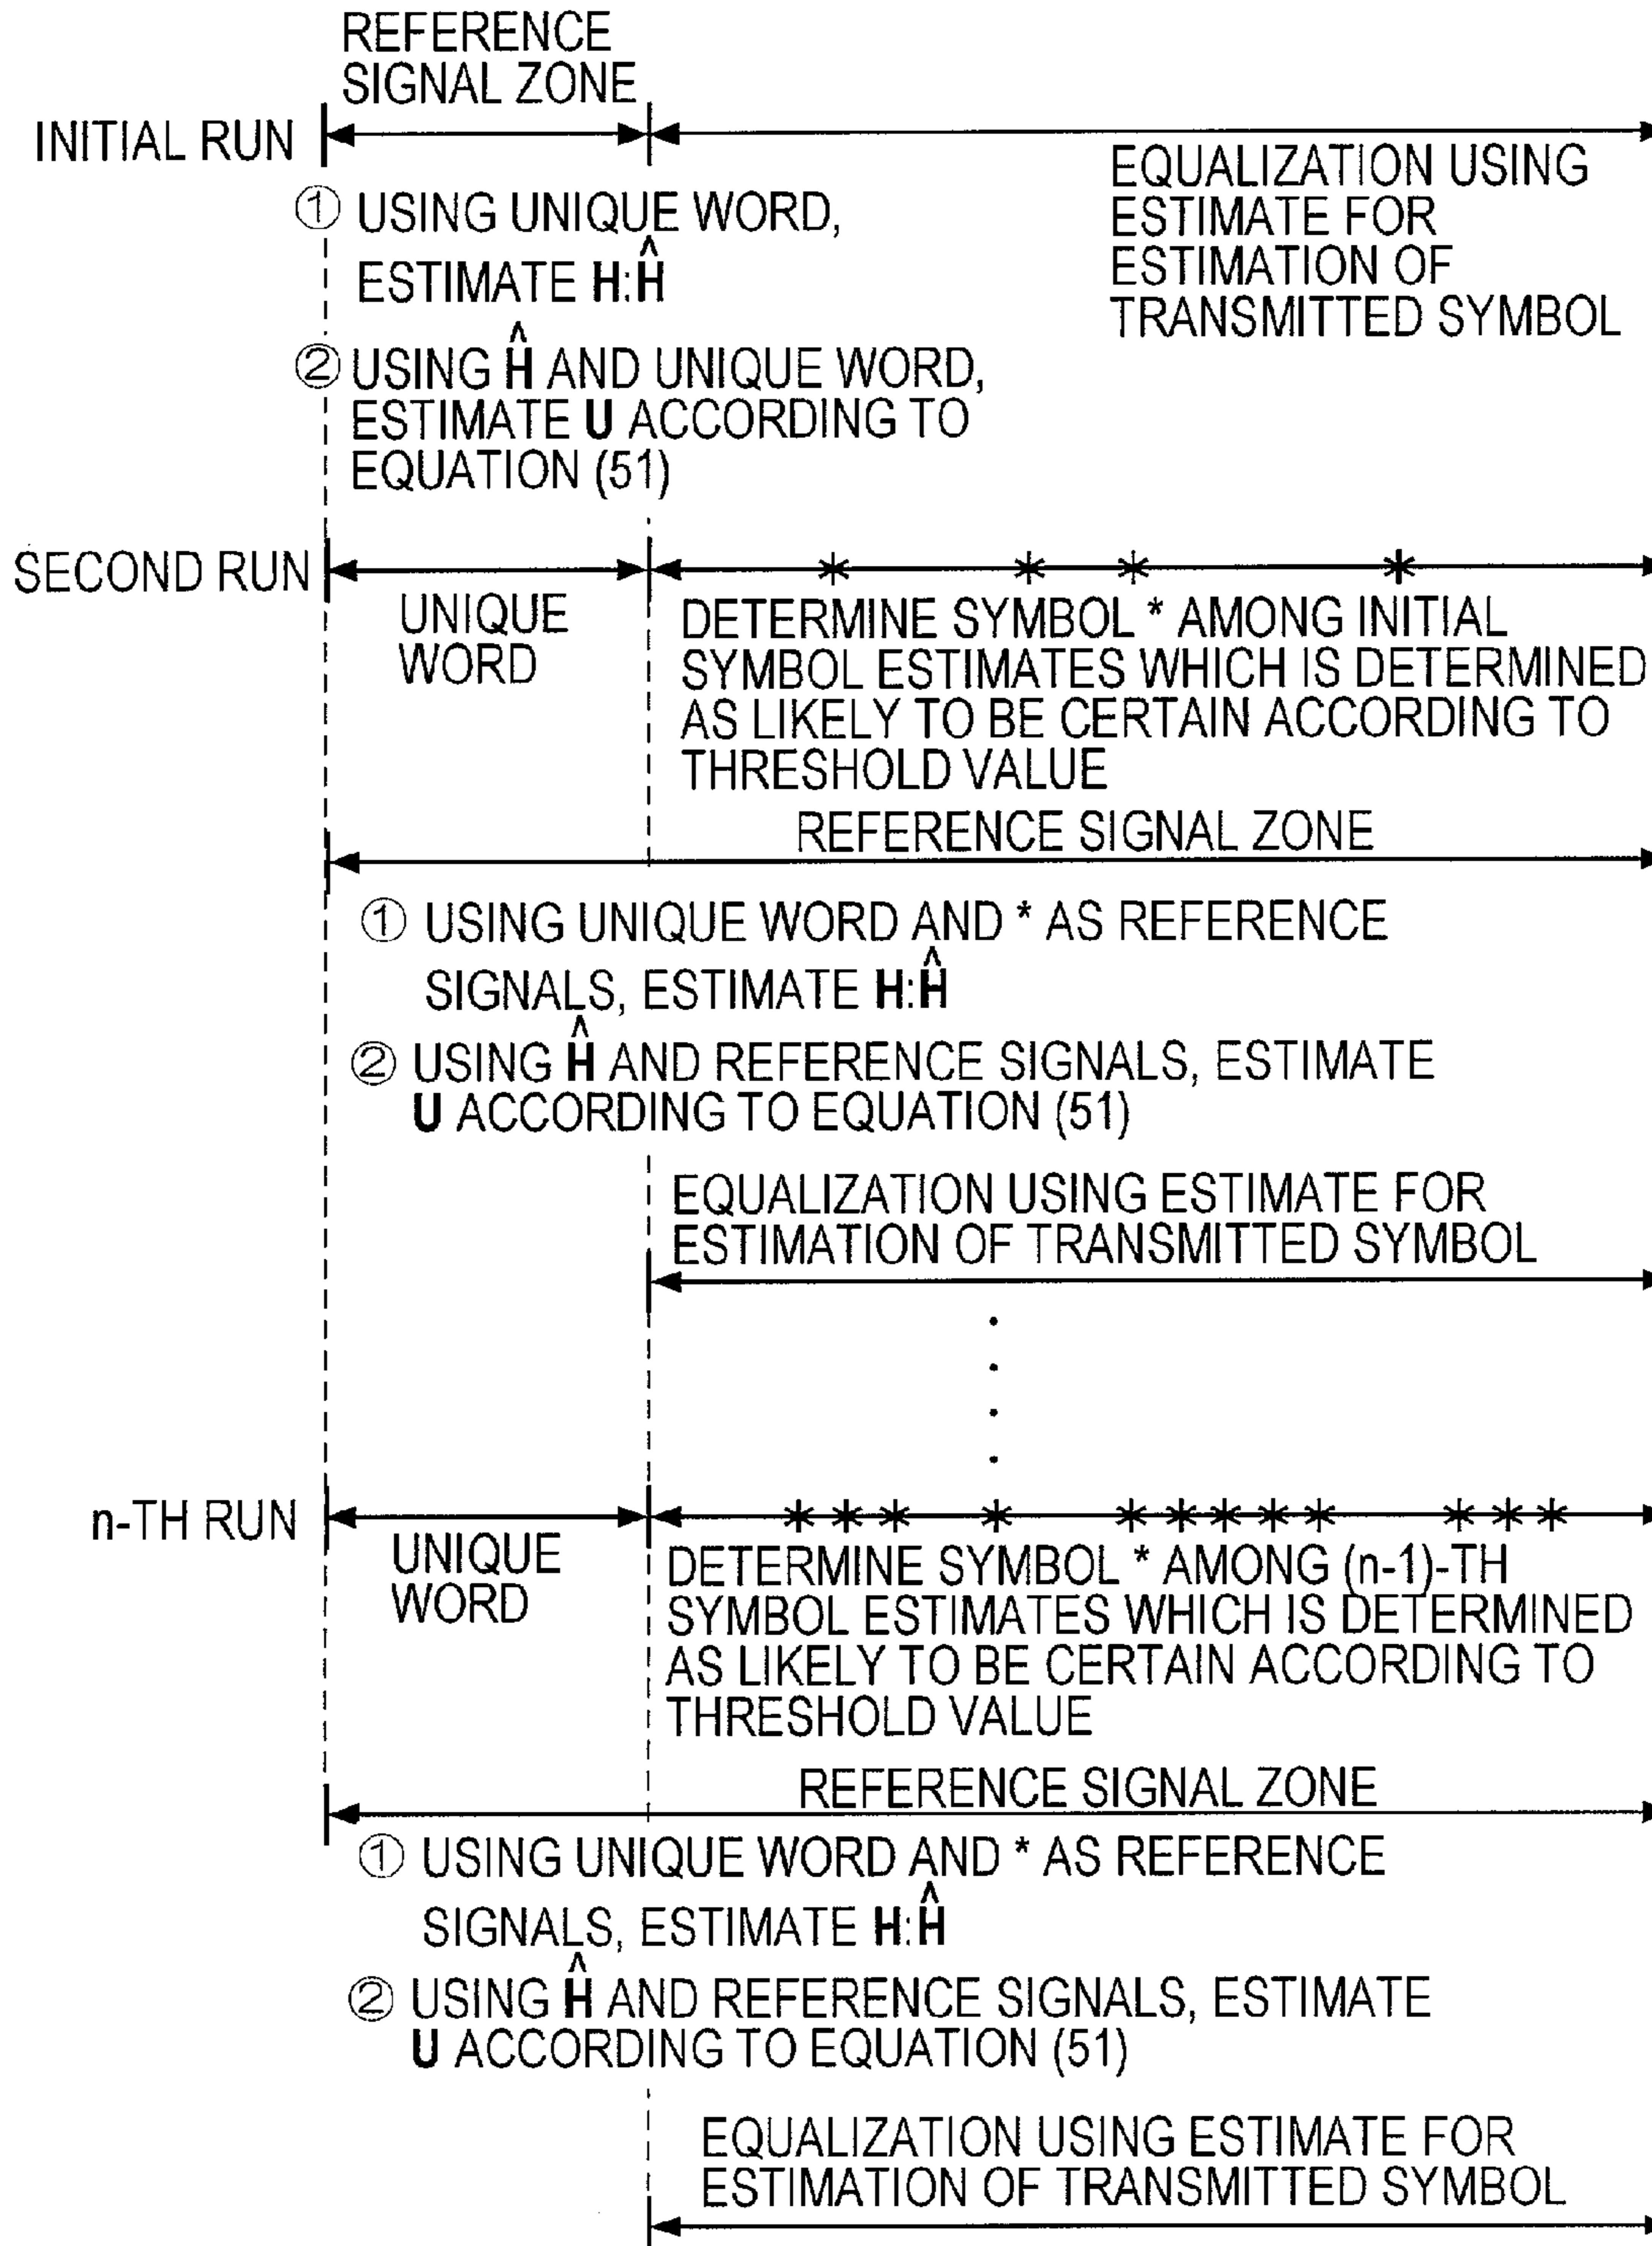 REFERENCE
SIGNAL ZONE
INITIAL RUN
EQUALIZATION USING
ESTIMATE FOR
ESTIMATION OF
TRANSMITTED SYMBOL
① USING UNIQUE WORD,
ESTIMATE H:Ĥ
② USING Ĥ AND UNIQUE WORD,
ESTIMATE U ACCORDING TO
EQUATION (51)
SECOND RUN
* * * *
UNIQUE
WORD
DETERMINE SYMBOL * AMONG INITIAL
SYMBOL ESTIMATES WHICH IS DETERMINED
AS LIKELY TO BE CERTAIN ACCORDING TO
THRESHOLD VALUE
REFERENCE SIGNAL ZONE
① USING UNIQUE WORD AND * AS REFERENCE
SIGNALS, ESTIMATE H:Ĥ
② USING Ĥ AND REFERENCE SIGNALS, ESTIMATE
U ACCORDING TO EQUATION (51)
EQUALIZATION USING ESTIMATE FOR
ESTIMATION OF TRANSMITTED SYMBOL
n-TH RUN
* * * * * * * * * * * *
UNIQUE
WORD
DETERMINE SYMBOL * AMONG (n-1)-TH
SYMBOL ESTIMATES WHICH IS DETERMINED
AS LIKELY TO BE CERTAIN ACCORDING TO
THRESHOLD VALUE
REFERENCE SIGNAL ZONE
① USING UNIQUE WORD AND * AS REFERENCE
SIGNALS, ESTIMATE H:Ĥ
② USING Ĥ AND REFERENCE SIGNALS, ESTIMATE
U ACCORDING TO EQUATION (51)
EQUALIZATION USING ESTIMATE FOR
ESTIMATION OF TRANSMITTED SYMBOL